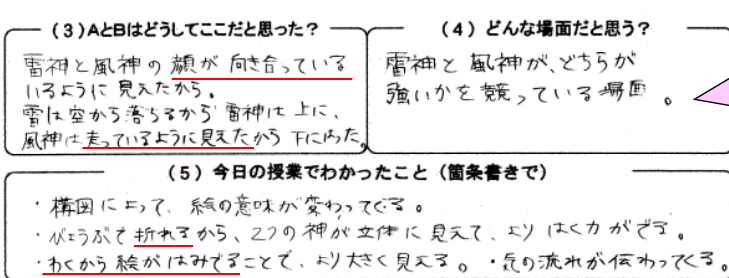 (3)AとBはどうしてここだと思った?
雷神と風神の顔が向き合っている
いるように見えたから。
雷は空から落ちるから雷神は上に、
風神は走っているように見えたから下になった。
(4)どんな場面だと思う?
雷神と風神が、どちらが
強いかを競っている場面。
(5)今日の授業でわかったこと(箇条書きで)
・構図によって、絵の意味が変わってくる。
・びょうぶで折れるから、2つの神が立体に見えて、よりはく力がでる。
・わくから絵がはみでることで、より大きく見える。・気の流れが伝わってくる。